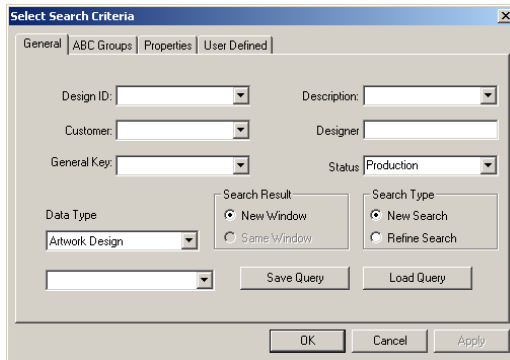 Select Search Criteria
General ABC Groups Properties User Defined
Design ID: Description:
Customer: Designer
General Key: Status Production
Search Result Search Type
Data Type New Window New Search
Artwork Design Same Window Refine Search
Save Query Load Query
OK Cancel Apply